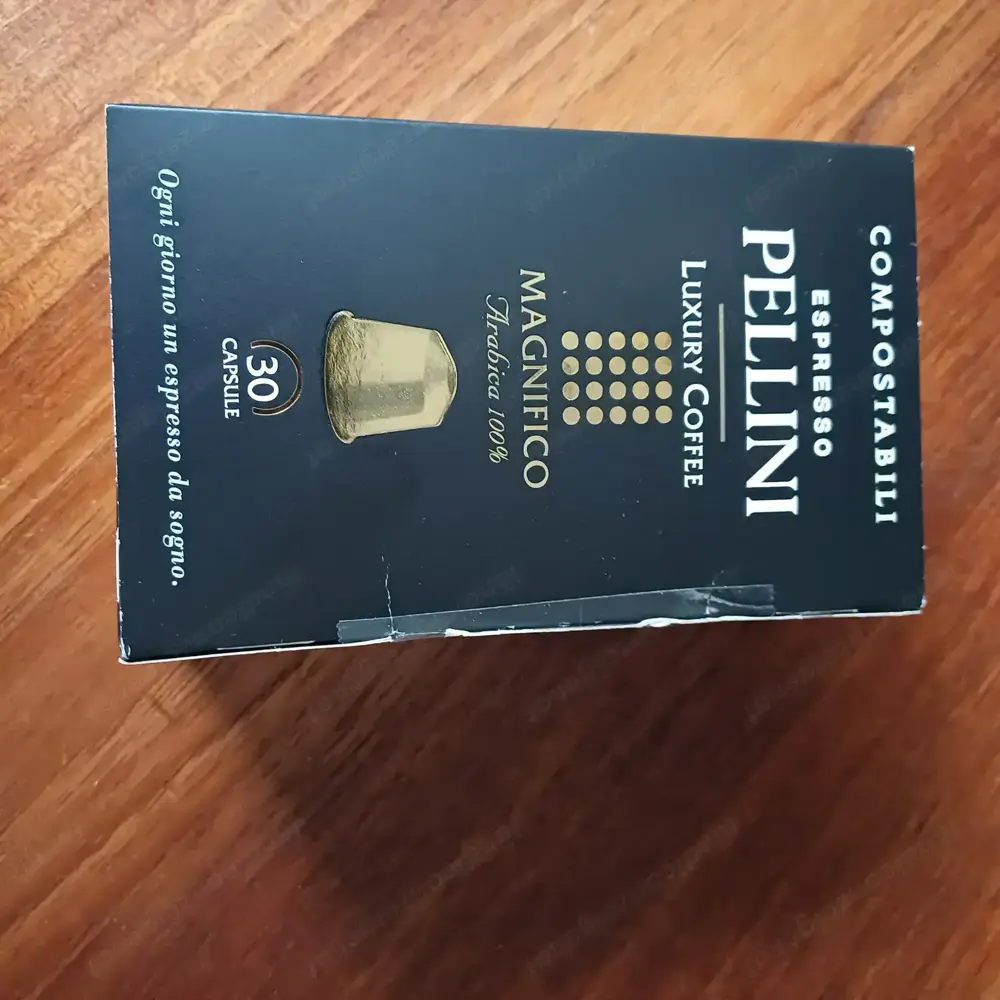 COMPOSTABILI
ESPRESSO
PELLINI
LUXURY COFFEE
MAGNIFICO
Arabica 100%
30
CAPSULE
Ogni giorno un espresso da sogno.